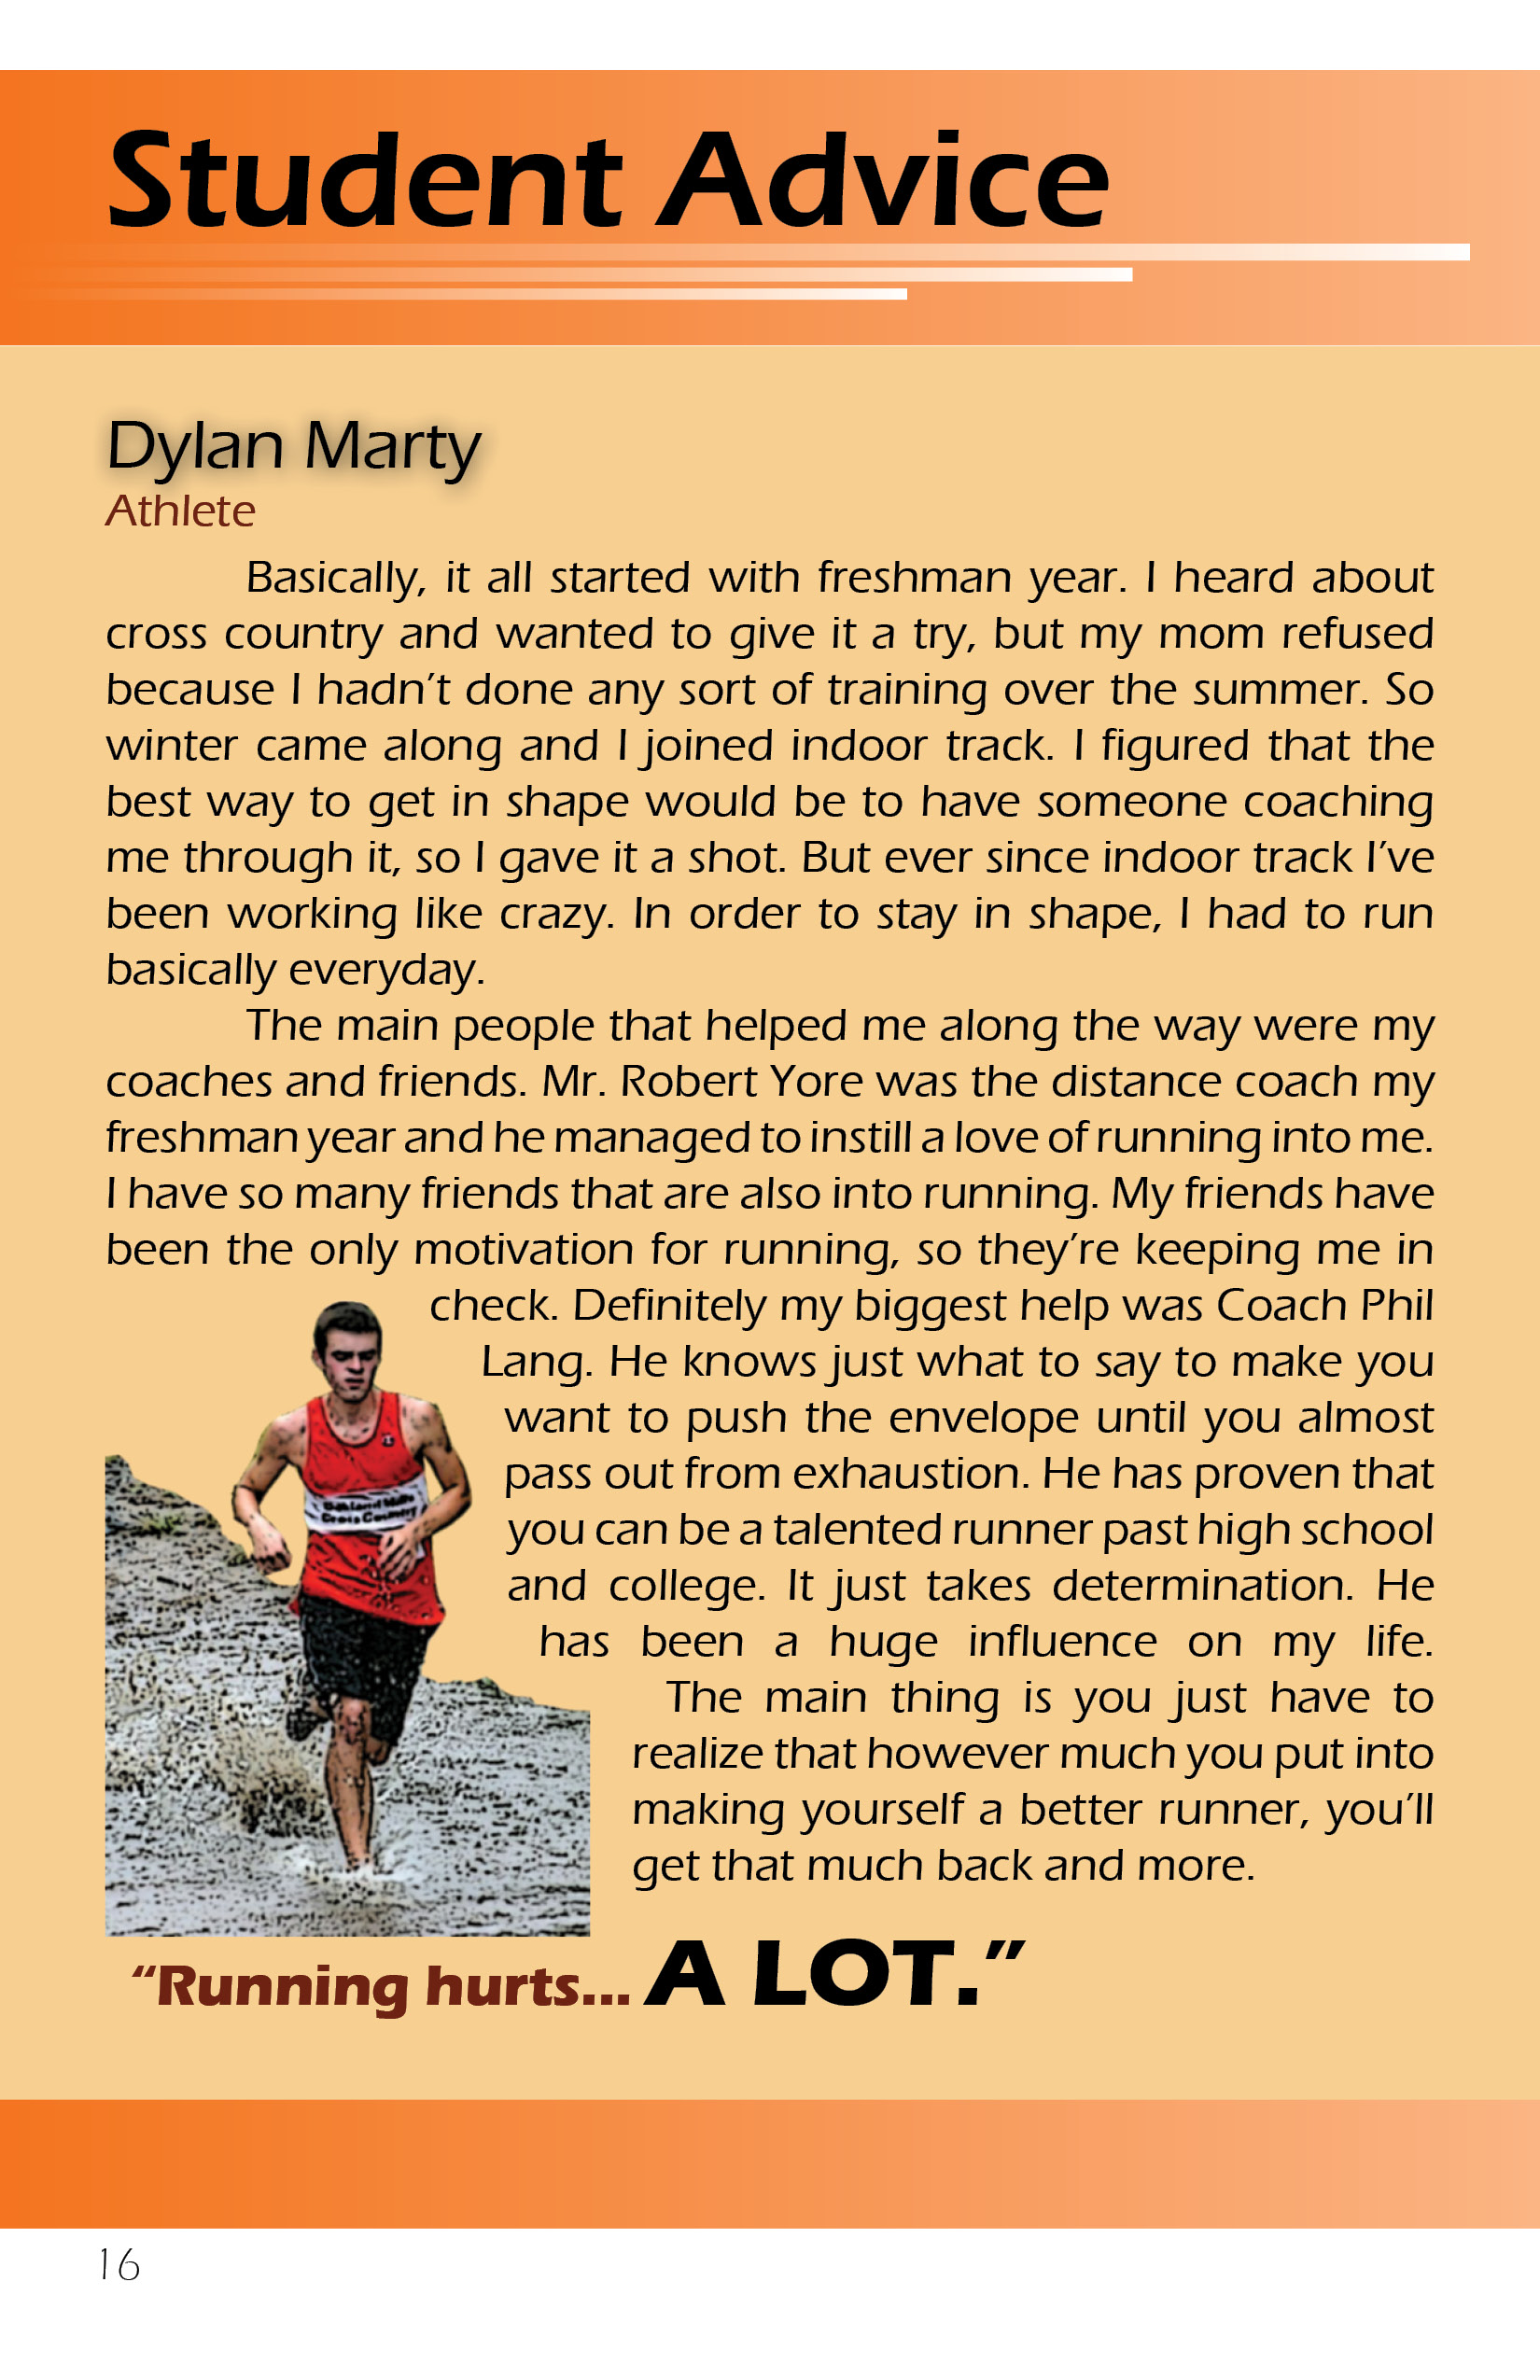 Student Advice
Dylan Marty
Athlete
Basically, it all started with freshman year. I heard about
cross country and wanted to give it a try, but my mom refused
because I hadn’t done any sort of training over the summer. So
winter came along and I joined indoor track. I figured that the
best way to get in shape would be to have someone coaching
me through it, so I gave it a shot. But ever since indoor track I’ve
been working like crazy. In order to stay in shape, I had to run
basically everyday.
The main people that helped me along the way were my
coaches and friends. Mr. Robert Yore was the distance coach my
freshman year and he managed to instill a love of running into me.
I have so many friends that are also into running. My friends have
been the only motivation for running, so they’re keeping me in
check. Definitely my biggest help was Coach Phil
Lang. He knows just what to say to make you
want to push the envelope until you almost
pass out from exhaustion. He has proven that
you can be a talented runner past high school
and college. It just takes determination. He
has been a huge influence on my life.
The main thing is you just have to
realize that however much you put into
making yourself a better runner, you’ll
get that much back and more.
Oakland Mills
Cross Country
“Running hurts... A LOT.”
16